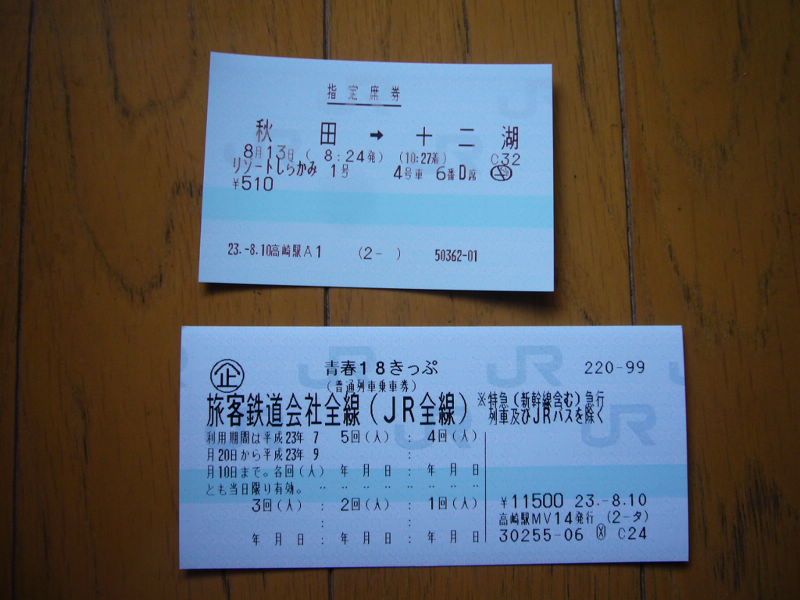 指定席券
秋田 → 十二湖
8月13日 ( 8:24発) (10:27着) C32
リゾートしらかみ 1号 4号車 6番D席
¥510
23.-8.10高崎駅A1 (2- ) 50362-01
企 青春18きっぷ 220-99
(普通列車乗車券)
旅客鉄道会社全線(JR全線)
※特急(新幹線含む)急行
列車及びJRバスを除く
利用期間は平成23年 7
月20日から平成23年 9
月10日まで。各回(人)
とも当日限り有効。
5回(人) : 4回(人) :
年 月 日 : 年 月 日
3回(人) : 2回(人) : 1回(人) :
年 月 日 : 年 月 日 : 年 月 日
¥11500 23.-8.10
高崎駅MV14発行 (2-タ)
30255-06 C24